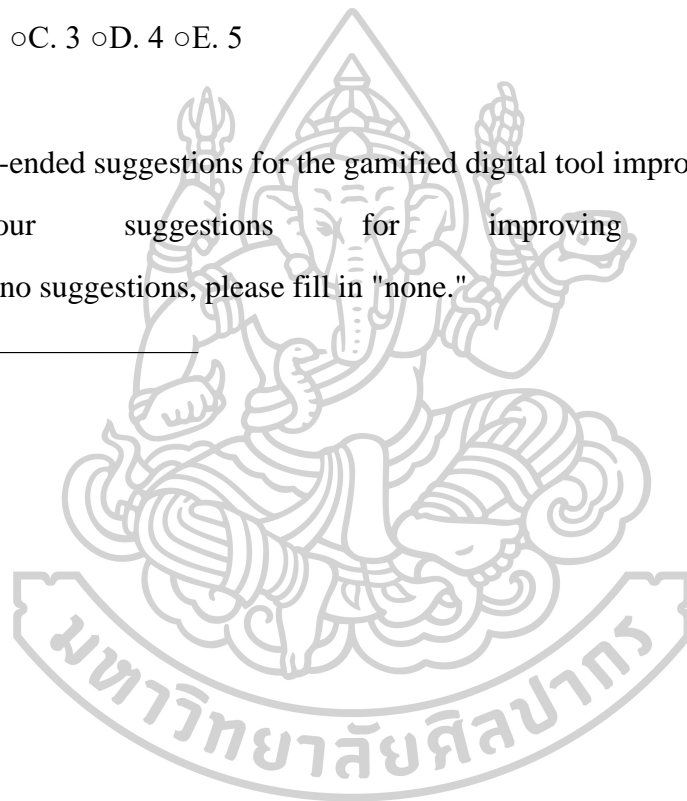 ○C. 3 ○D. 4 ○E. 5
-ended suggestions for the gamified digital tool impro
our suggestions for improving
no suggestions, please fill in "none."
มหาวิทยาลัยศิลปากร